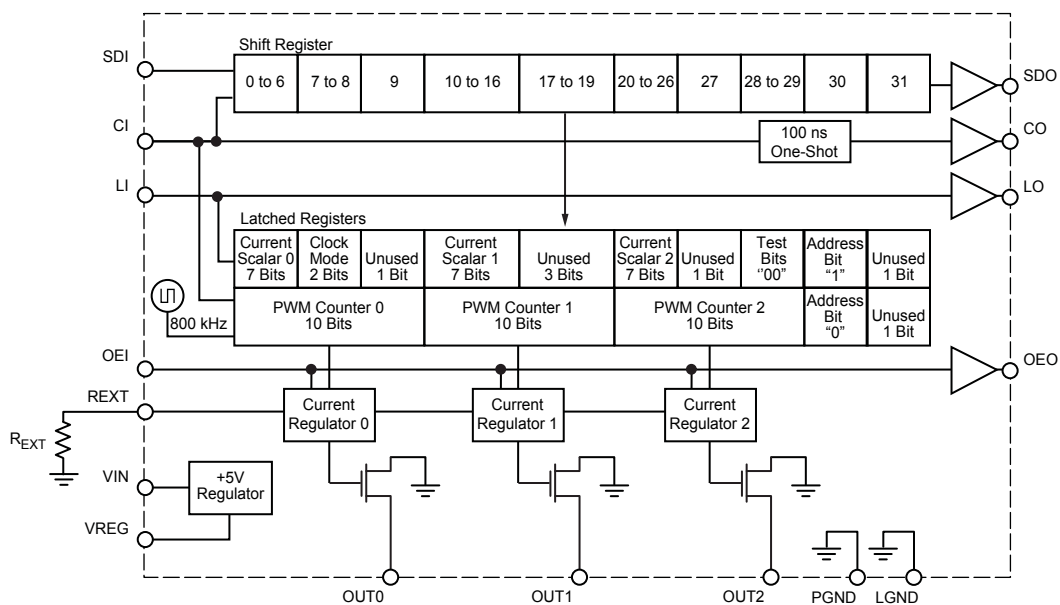 Shift Register
SDI
0 to 6
7 to 8
9
10 to 16
17 to 19
20 to 26
27
28 to 29
30
31
SDO
CI
100 ns
One-Shot
CO
LI
LO
Latched Registers
Current
Scalar 0
7 Bits
Clock
Mode
2 Bits
Unused
1 Bit
Current
Scalar 1
7 Bits
Unused
3 Bits
Current
Scalar 2
7 Bits
Unused
1 Bit
Test
Bits
‘'00”
Address
Bit
“1”
Unused
1 Bit
800 kHz
PWM Counter 0
10 Bits
PWM Counter 1
10 Bits
PWM Counter 2
10 Bits
Address
Bit
“0”
Unused
1 Bit
OEI
OEO
REXT
Current
Regulator 0
Current
Regulator 1
Current
Regulator 2
REXT
VIN
+5V
Regulator
VREG
OUT0
OUT1
OUT2
PGND
LGND